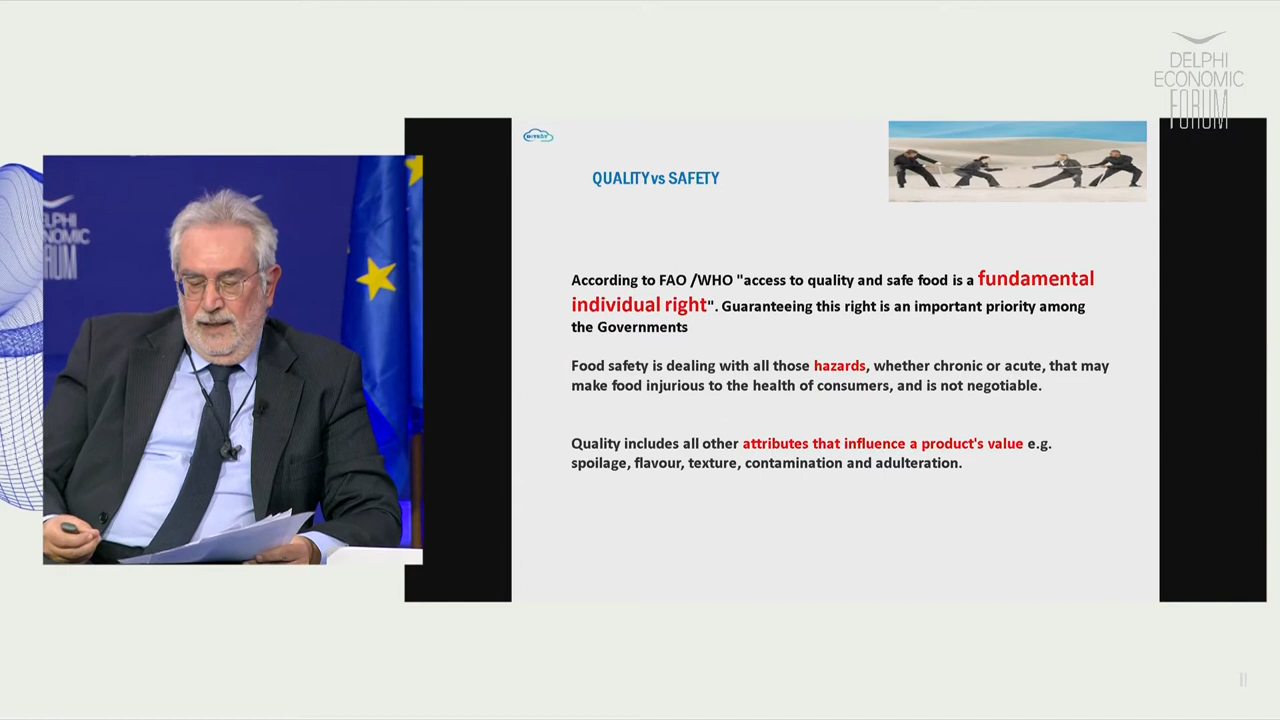 DELPHI
ECONOMIC
FORUM
QUALITY vs SAFETY
According to FAO /WHO "access to quality and safe food is a fundamental
individual right". Guaranteeing this right is an important priority among
the Governments
Food safety is dealing with all those hazards, whether chronic or acute, that may
make food injurious to the health of consumers, and is not negotiable.
Quality includes all other attributes that influence a product's value e.g.
spoilage, flavour, texture, contamination and adulteration.